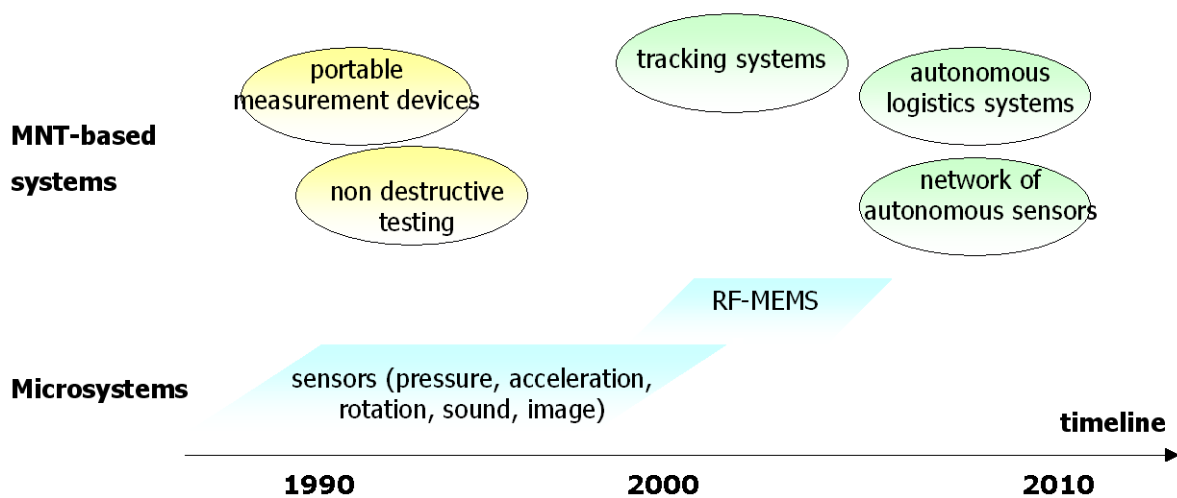 portable
measurement devices
tracking systems
autonomous
logistics systems
MNT-based
systems
non destructive
testing
network of
autonomous sensors
RF-MEMS
Microsystems
sensors (pressure, acceleration,
rotation, sound, image)
timeline
1990
2000
2010